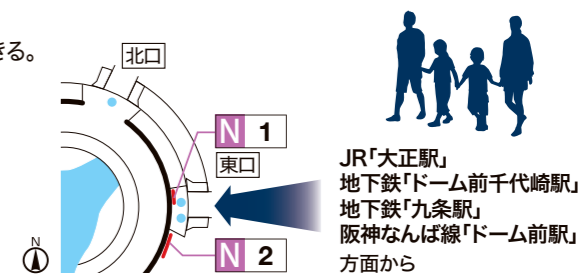 きる。
北口
N 1
東口
JR「大正駅」
地下鉄「ドーム前千代崎駅」
地下鉄「九条駅」
阪神なんば線「ドーム前駅」
方面から
N 2
N